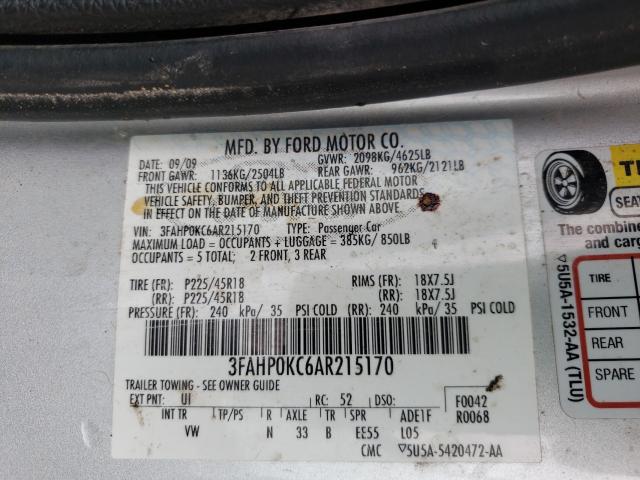 MFD. BY FORD MOTOR CO.
DATE: 09/09 GVWR: 2098KG/4625LB
FRONT GAWR: 1136KG/2504LB REAR GAWR: 962KG/2121LB
THIS VEHICLE CONFORMS TO ALL APPLICABLE FEDERAL MOTOR
VEHICLE SAFETY, BUMPER, AND THEFT PREVENTION STANDARDS
IN EFFECT ON THE DATE OF MANUFACTURE SHOWN ABOVE.
VIN: 3FAHP0KC6AR215170 TYPE: Passenger Car
MAXIMUM LOAD = OCCUPANTS + LUGGAGE = 385KG/850LB
OCCUPANTS = 5 TOTAL; 2 FRONT, 3 REAR
TIRE (FR): P225/45R18 RIMS (FR): 18X7.5J
(RR): P225/45R18 (RR): 18X7.5J
PRESSURE (FR): 240 kPa/ 35 PSI COLD (RR): 240 kPa/ 35 PSI COLD
3FAHP0KC6AR215170
TRAILER TOWING - SEE OWNER GUIDE
EXT PNT: UI RC: 52 DSO: F0042
INT TR TP/PS R AXLE TR SPR ADE1F R0068
VW N 33 B EE55 L05
CMC ▽5U5A-5420472-AA
SEA
The combine
and carg
TIRE
FRONT
REAR
SPARE
▽5U5A-1532-AA (TLU)